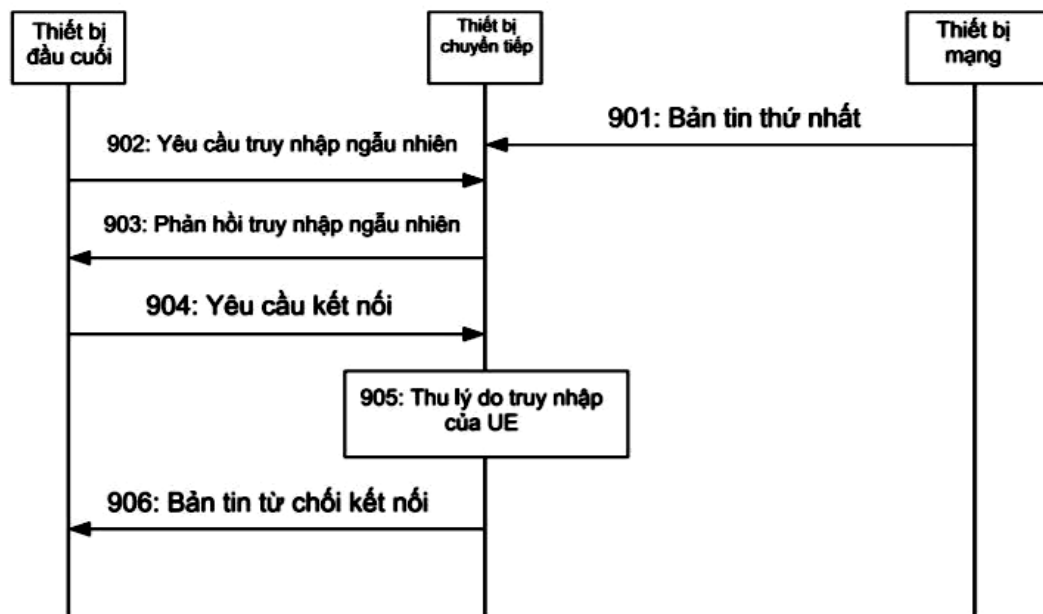 Thiết bị
đầu cuối
Thiết bị
chuyển tiếp
Thiết bị
mạng
901: Bản tin thứ nhất
902: Yêu cầu truy nhập ngẫu nhiên
903: Phản hồi truy nhập ngẫu nhiên
904: Yêu cầu kết nối
905: Thu lý do truy nhập
của UE
906: Bản tin từ chối kết nối